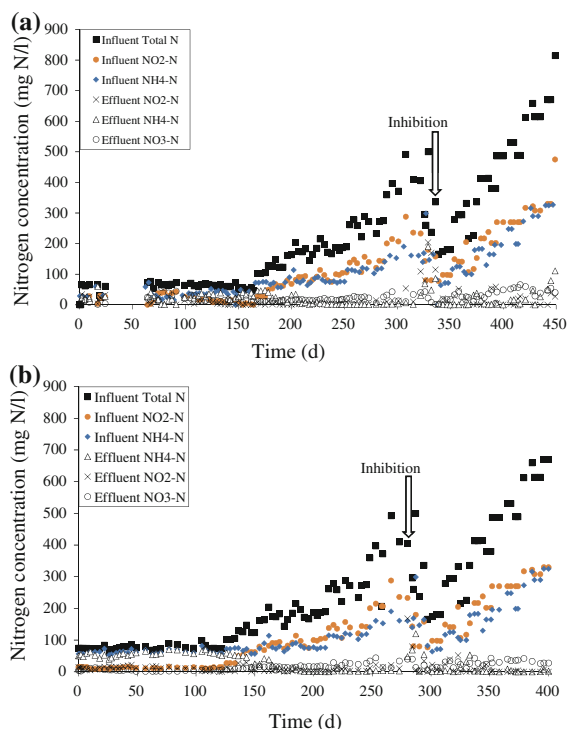 (a)
Nitrogen concentration (mg N/l)
900
800
700
600
500
400
300
200
100
0
Influent Total N
Influent NO2-N
Influent NH4-N
Effluent NO2-N
Effluent NH4-N
Effluent NO3-N
Inhibition
0 50 100 150 200 250 300 350 400 450
Time (d)
(b)
Nitrogen concentration (mg N/l)
900
800
700
600
500
400
300
200
100
0
Influent Total N
Influent NO2-N
Influent NH4-N
Effluent NH4-N
Effluent NO2-N
Effluent NO3-N
Inhibition
0 50 100 150 200 250 300 350 400
Time (d)